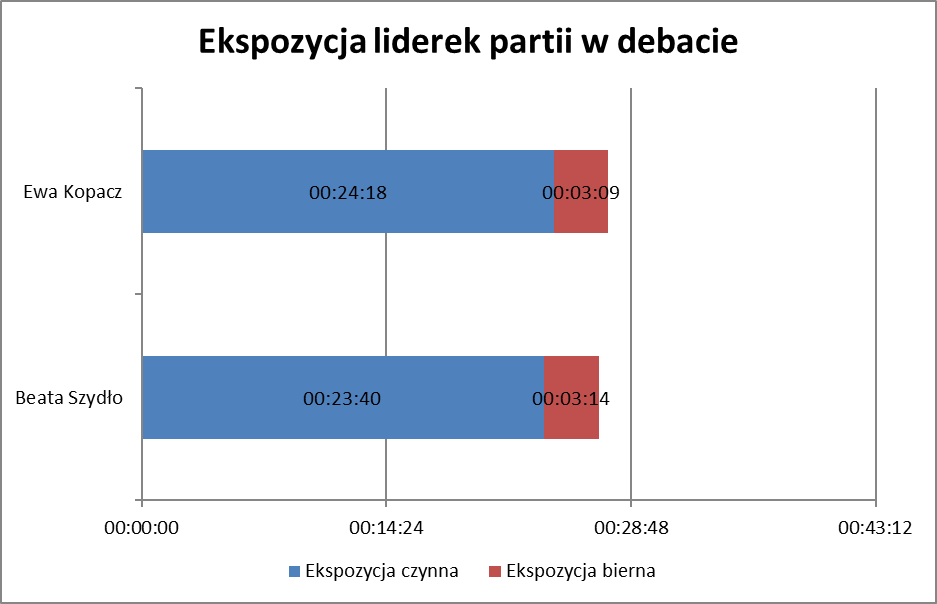 Ekspozycja liderek partii w debacie
Ewa Kopacz
00:24:18
00:03:09
Beata Szydło
00:23:40
00:03:14
00:00:00
00:14:24
00:28:48
00:43:12
Ekspozycja czynna
Ekspozycja bierna